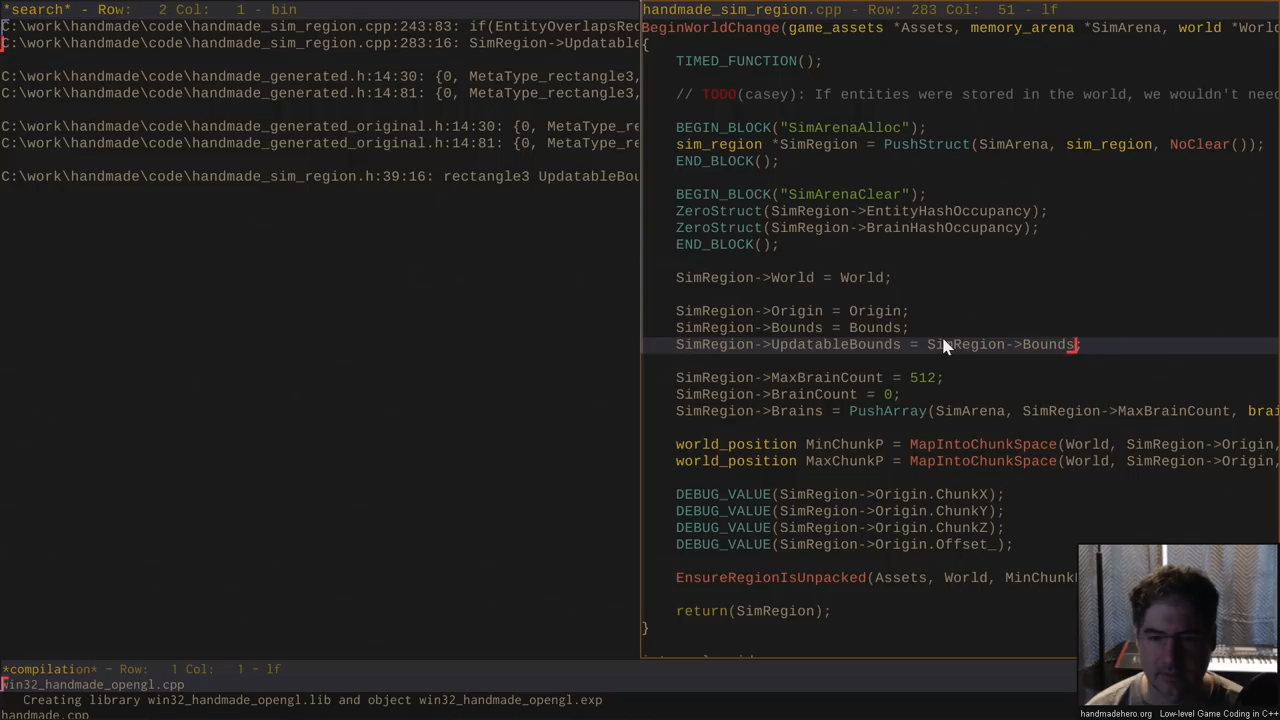 *search* - Row: 2 Col: 1 - bin
C:\work\handmade\code\handmade_sim_region.cpp:243:83: if(EntityOverlapsRec
C:\work\handmade\code\handmade_sim_region.cpp:283:16: SimRegion->Updatable
C:\work\handmade\code\handmade_generated.h:14:30: {0, MetaType_rectangle3,
C:\work\handmade\code\handmade_generated.h:14:81: {0, MetaType_rectangle3,
C:\work\handmade\code\handmade_generated_original.h:14:30: {0, MetaType_re
C:\work\handmade\code\handmade_generated_original.h:14:81: {0, MetaType_re
C:\work\handmade\code\handmade_sim_region.h:39:16: rectangle3 UpdatableBou
handmade_sim_region.cpp - Row: 283 Col: 51 - lf
BeginWorldChange(game_assets *Assets, memory_arena *SimArena, world *World
{
TIMED_FUNCTION();
// TODO(casey): If entities were stored in the world, we wouldn't need
BEGIN_BLOCK("SimArenaAlloc");
sim_region *SimRegion = PushStruct(SimArena, sim_region, NoClear());
END_BLOCK();
BEGIN_BLOCK("SimArenaClear");
ZeroStruct(SimRegion->EntityHashOccupancy);
ZeroStruct(SimRegion->BrainHashOccupancy);
END_BLOCK();
SimRegion->World = World;
SimRegion->Origin = Origin;
SimRegion->Bounds = Bounds;
SimRegion->UpdatableBounds = SimRegion->Bounds;
SimRegion->MaxBrainCount = 512;
SimRegion->BrainCount = 0;
SimRegion->Brains = PushArray(SimArena, SimRegion->MaxBrainCount, brai
world_position MinChunkP = MapIntoChunkSpace(World, SimRegion->Origin,
world_position MaxChunkP = MapIntoChunkSpace(World, SimRegion->Origin,
DEBUG_VALUE(SimRegion->Origin.ChunkX);
DEBUG_VALUE(SimRegion->Origin.ChunkY);
DEBUG_VALUE(SimRegion->Origin.ChunkZ);
DEBUG_VALUE(SimRegion->Origin.Offset_);
EnsureRegionIsUnpacked(Assets, World, MinChunkP
return(SimRegion);
}
*compilation* - Row: 1 Col: 1 - lf
win32_handmade_opengl.cpp
Creating library win32_handmade_opengl.lib and object win32_handmade_opengl.exp
handmade.cpp
handmadehero.org Low-level Game Coding in C++